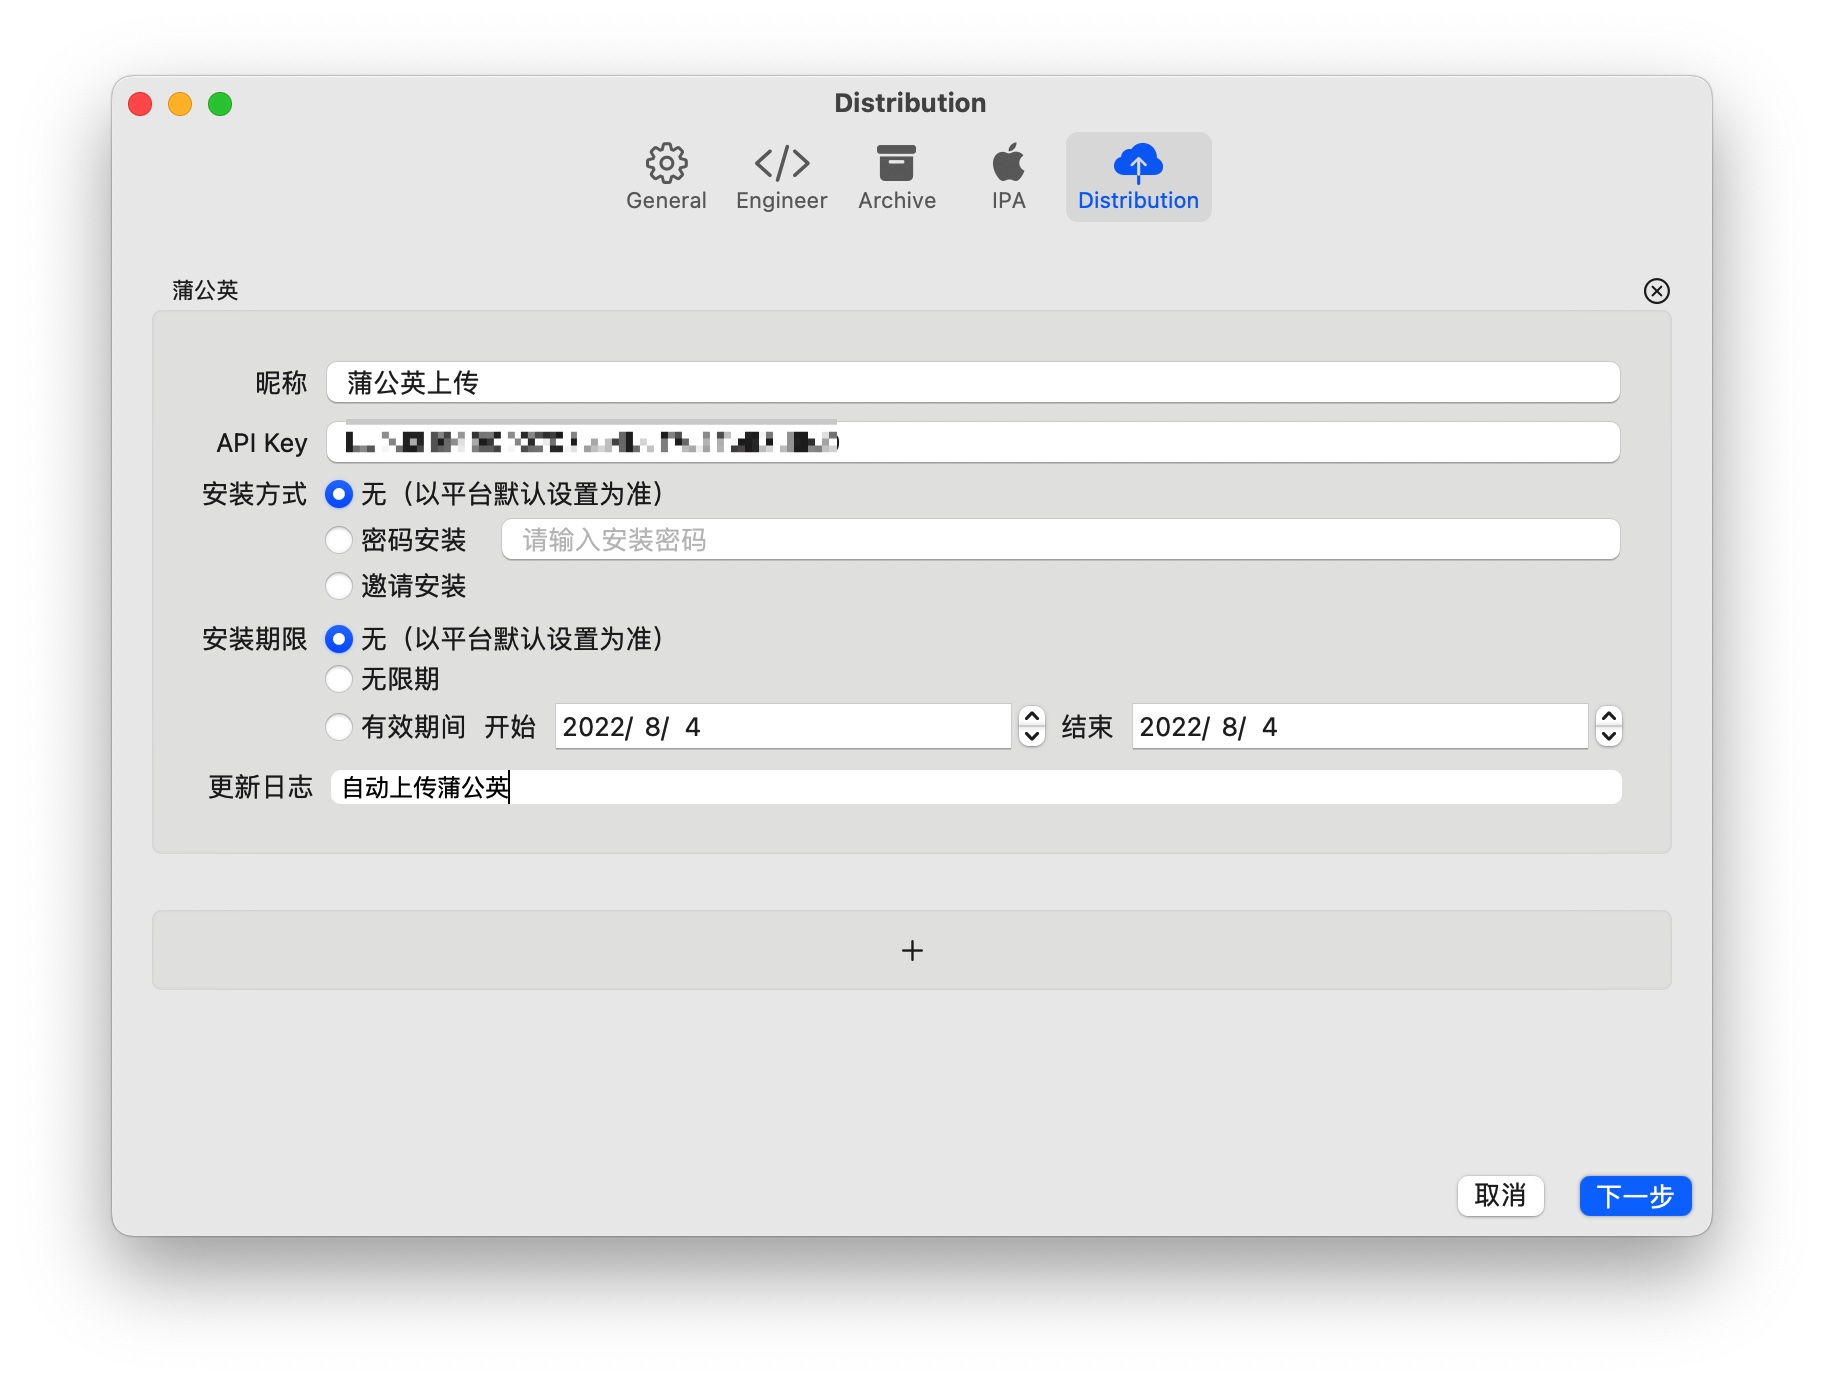 Distribution
General Engineer Archive IPA Distribution
蒲公英
昵称 蒲公英上传
API Key
安装方式 无（以平台默认设置为准）
密码安装 请输入安装密码
邀请安装
安装期限 无（以平台默认设置为准）
无限期
有效期间 开始 2022/ 8/ 4 结束 2022/ 8/ 4
更新日志 自动上传蒲公英
+
取消 下一步